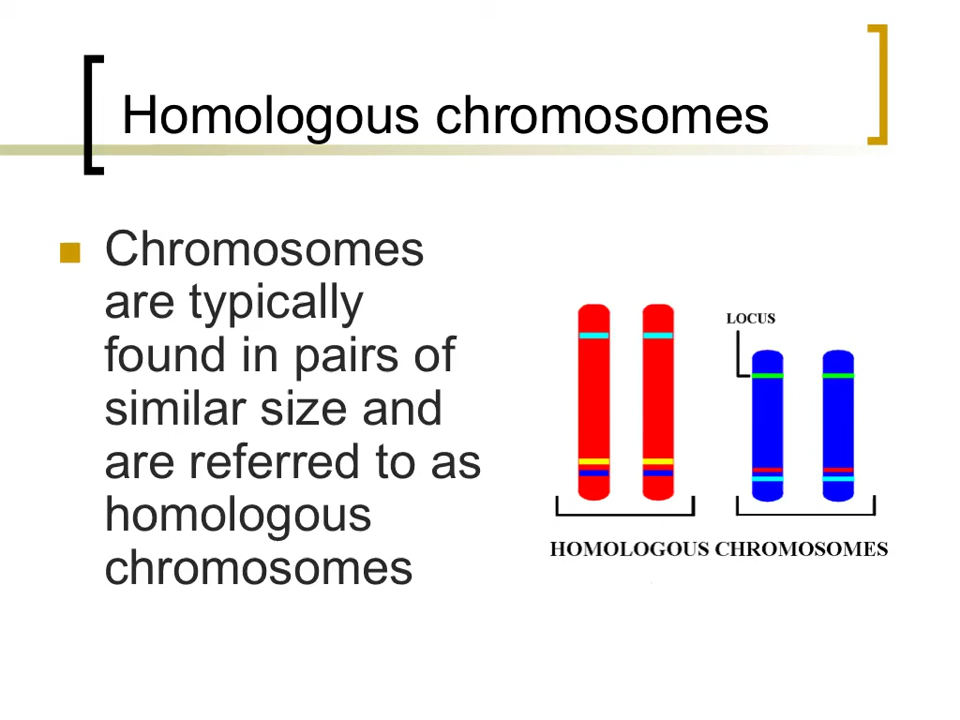 Homologous chromosomes
Chromosomes
are typically
found in pairs of
similar size and
are referred to as
homologous
chromosomes
LOCUS
HOMOLOGOUS CHROMOSOMES